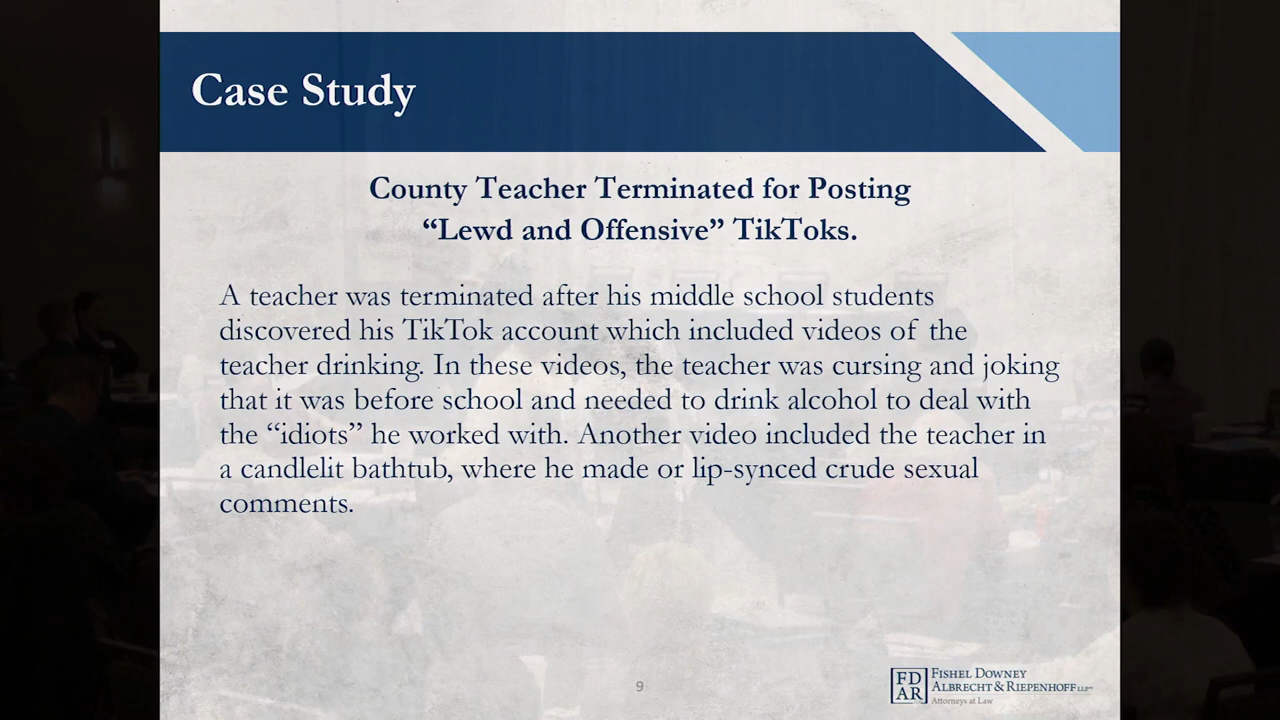 Case Study
County Teacher Terminated for Posting
“Lewd and Offensive” TikToks.
A teacher was terminated after his middle school students
discovered his TikTok account which included videos of the
teacher drinking. In these videos, the teacher was cursing and joking
that it was before school and needed to drink alcohol to deal with
the “idiots” he worked with. Another video included the teacher in
a candlelit bathtub, where he made or lip-synced crude sexual
comments.
9
FD
AR
FISHEL DOWNEY
ALBRECHT & RIEPENHOFF LLP™
Attorneys at Law